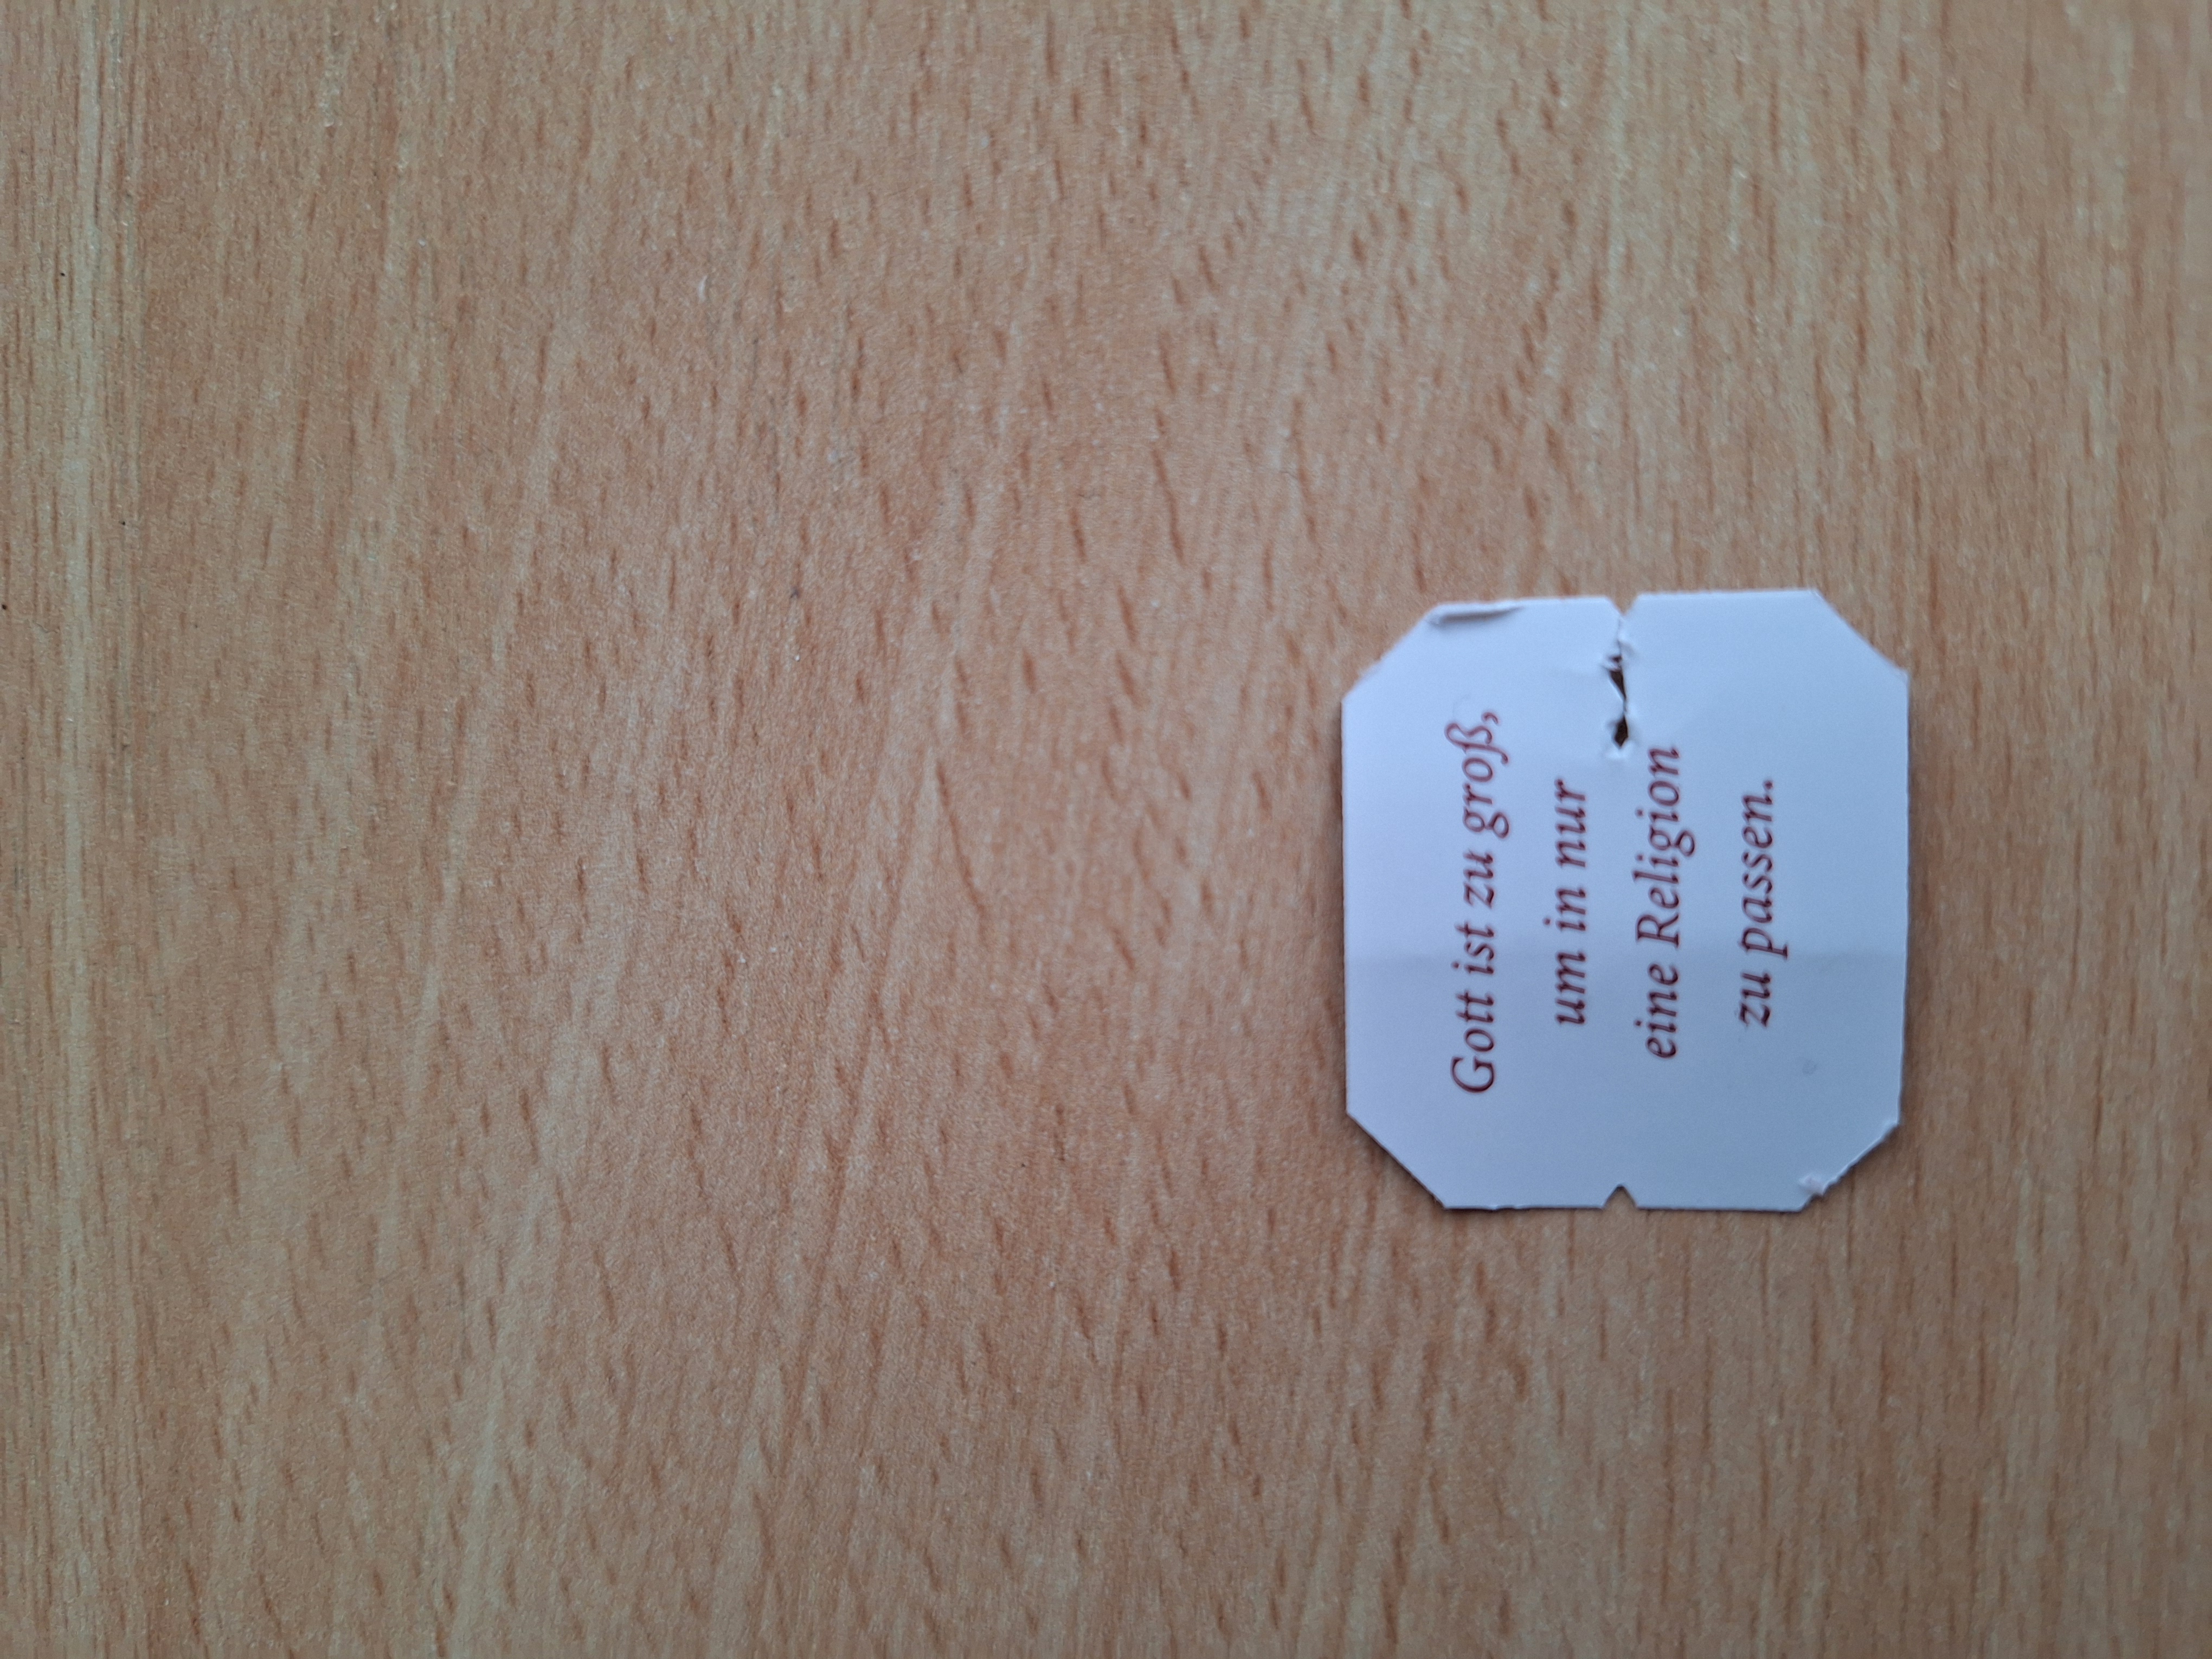 Gott ist zu groß,
um in nur
eine Religion
zu passen.